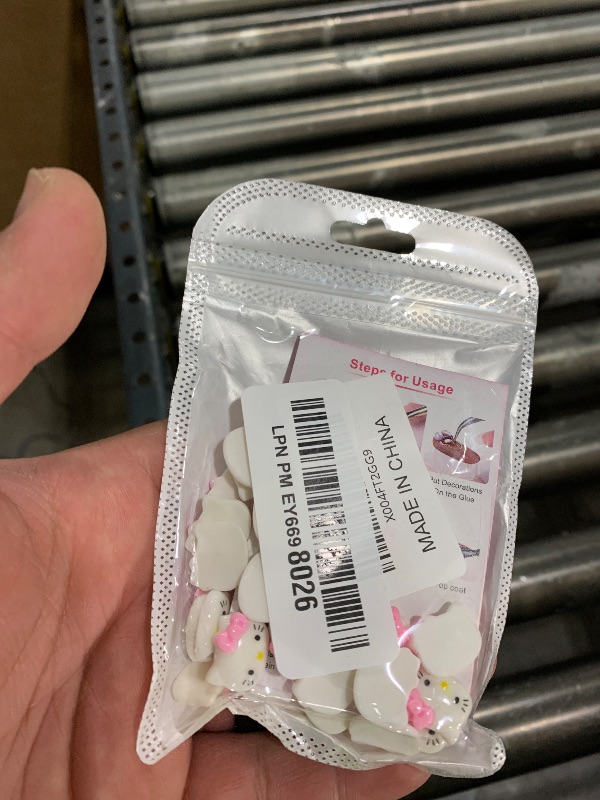 Steps for Usage
Put Decorations
On the Glue
LPN PM EY6698026
X004FT2GG9
MADE IN CHINA
op coat